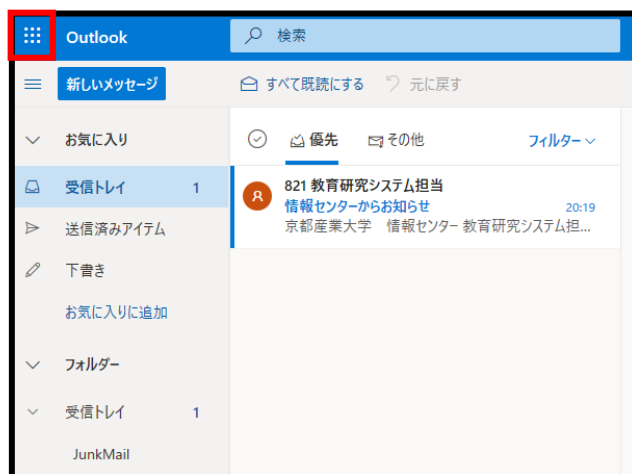 Outlook
検索
新しいメッセージ
すべて既読にする 元に戻す
お気に入り
受信トレイ 1
送信済みアイテム
下書き
お気に入りに追加
フォルダー
受信トレイ 1
JunkMail
優先 その他 フィルター
8
821 教育研究システム担当
情報センターからお知らせ 20:19
京都産業大学 情報センター 教育研究システム担...